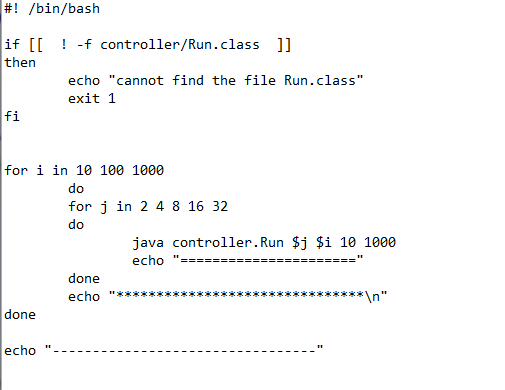 #! /bin/bash
if [[  ! -f controller/Run.class  ]]
then
        echo "cannot find the file Run.class"
        exit 1
fi
for i in 10 100 1000
        do
        for j in 2 4 8 16 32
        do
                java controller.Run $j $i 10 1000
                echo "======================"
        done
        echo "*******************************\n"
done
echo "---------------------------------"